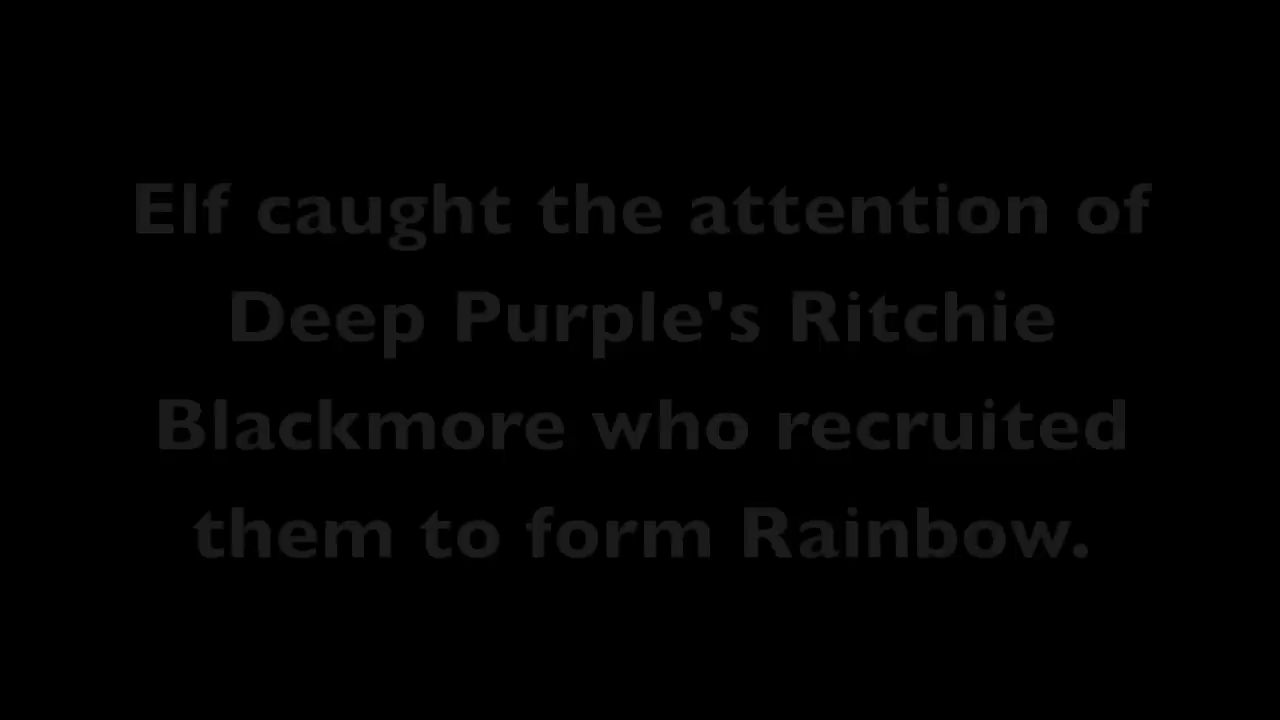 Elf caught the attention of
Deep Purple's Ritchie
Blackmore who recruited
them to form Rainbow.